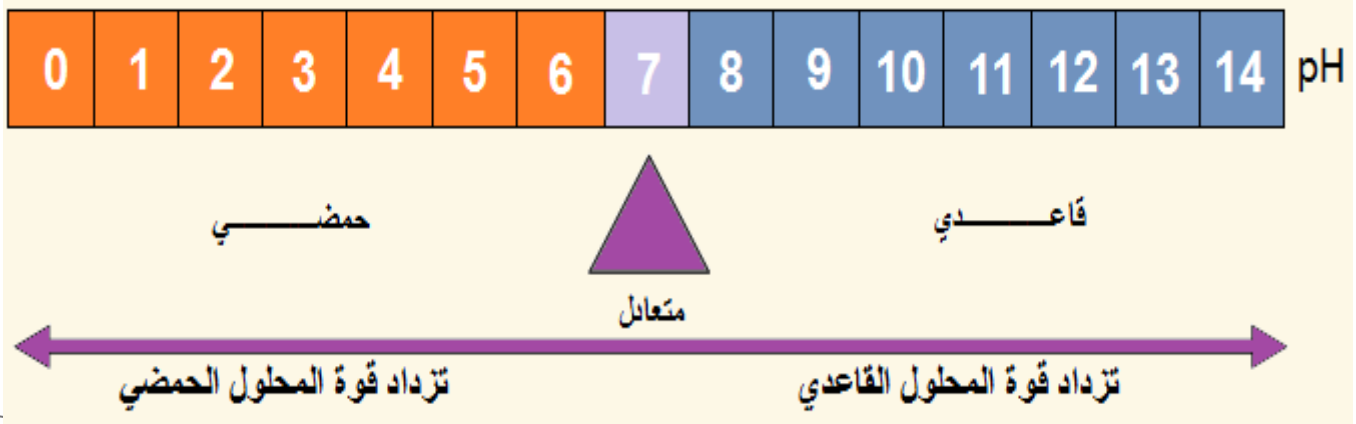 0 1 2 3 4 5 6 7 8 9 10 11 12 13 14 pH
حمضـــــــي
قاعـــــــدي
متعادل
تزداد قوة المحلول الحمضي
تزداد قوة المحلول القاعدي